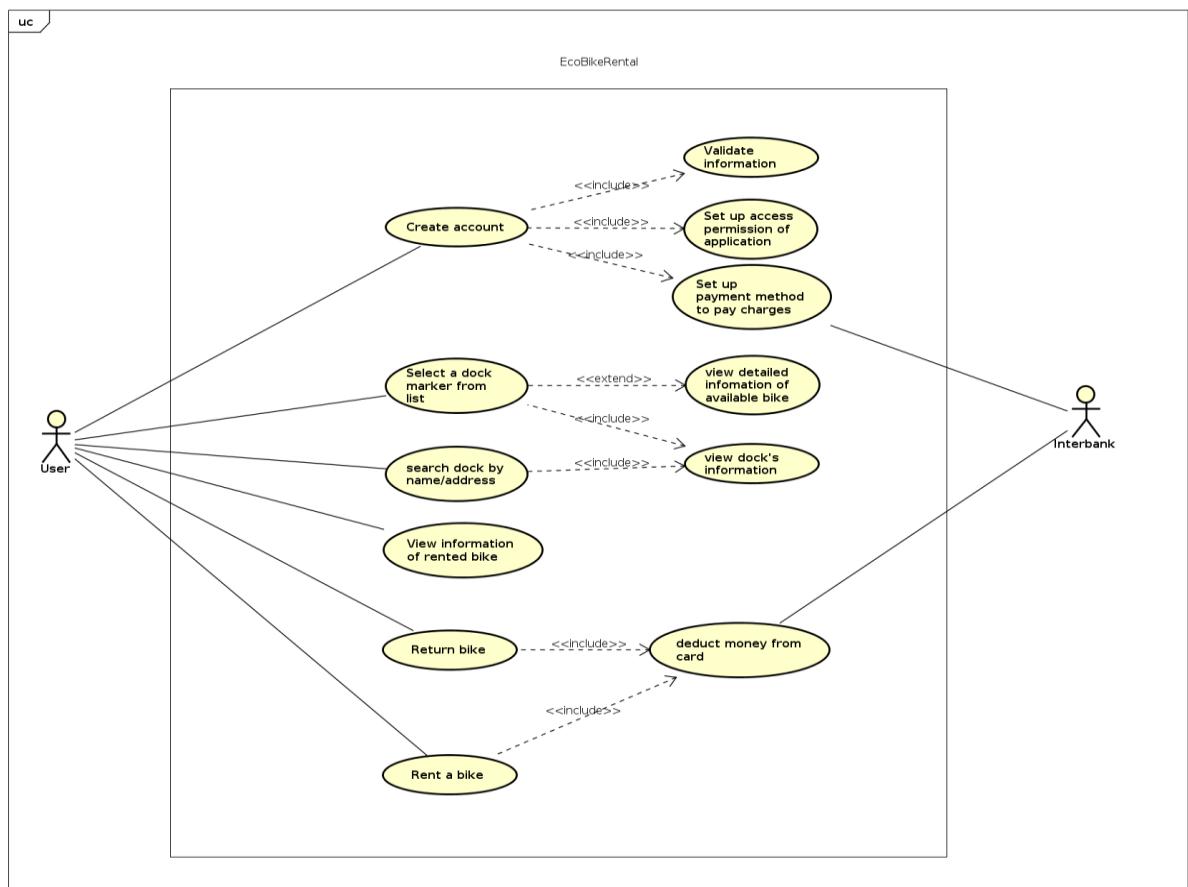 uc
EcoBikeRental
Validate
information
<<include>>
Create account
<<include>>
Set up access
permission of
application
<<include>>
Set up
payment method
to pay charges
Select a dock
marker from
list
<<extend>>
view detailed
infomation of
available bike
<<include>>
User
Interbank
search dock by
name/address
<<include>>
view dock's
information
View information
of rented bike
Return bike
<<include>>
deduct money from
card
<<include>>
Rent a bike